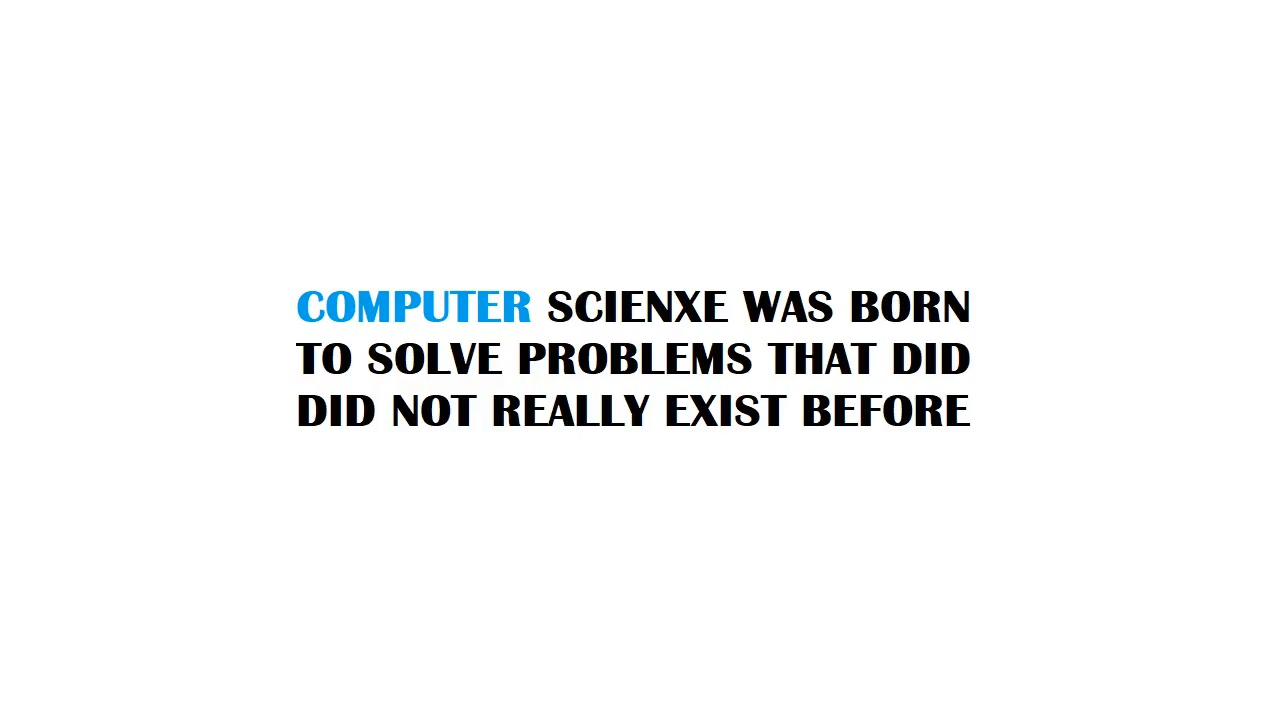 COMPUTER SCIENXE WAS BORN
TO SOLVE PROBLEMS THAT DID
DID NOT REALLY EXIST BEFORE